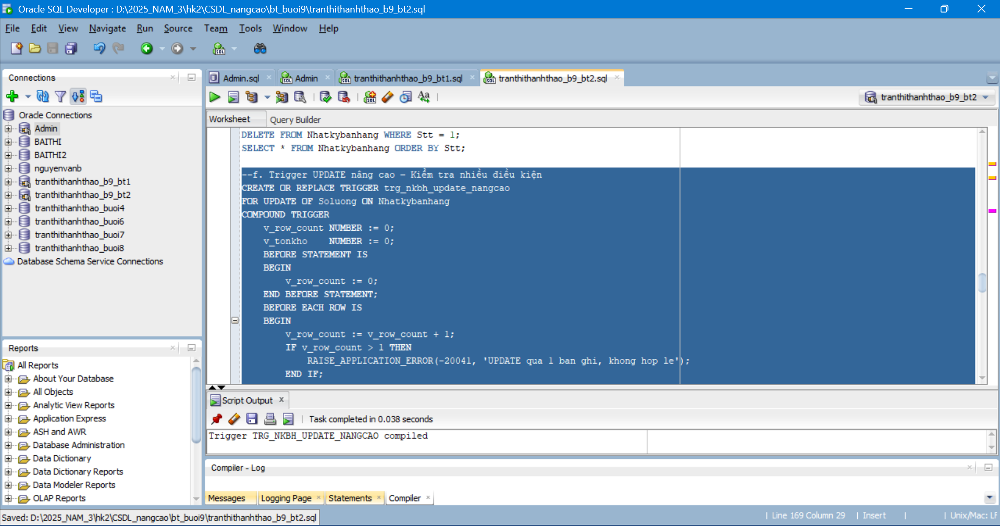 Oracle SQL Developer : D:\2025_NAM_3\hk2\CSDL_nangcao\bt_buoi9\tranthithanhthao_b9_bt2.sql
File Edit View Navigate Run Source Team Tools Window Help
SQL
Connections
Oracle Connections
Admin
BAITHI
BAITHI2
nguyenvanb
tranthithanhthao_b9_bt1
tranthithanhthao_b9_bt2
tranthithanhthao_buoi4
tranthithanhthao_buoi6
tranthithanhthao_buoi7
tranthithanhthao_buoi8
Database Schema Service Connections
Reports
All Reports
About Your Database
All Objects
Analytic View Reports
Application Express
ASH and AWR
Database Administration
Data Dictionary
Data Dictionary Reports
Data Modeler Reports
OLAP Reports
Admin.sql Admin tranthithanhthao_b9_bt1.sql tranthithanhthao_b9_bt2.sql
tranthithanhthao_b9_bt2
Worksheet Query Builder
DELETE FROM Nhatkybanhang WHERE Stt = 1;
SELECT * FROM Nhatkybanhang ORDER BY Stt;
--f. Trigger UPDATE nâng cao – Kiểm tra nhiều điều kiện
CREATE OR REPLACE TRIGGER trg_nkbh_update_nangcao
FOR UPDATE OF Soluong ON Nhatkybanhang
COMPOUND TRIGGER
v_row_count NUMBER := 0;
v_tonkho NUMBER := 0;
BEFORE STATEMENT IS
BEGIN
v_row_count := 0;
END BEFORE STATEMENT;
BEFORE EACH ROW IS
BEGIN
v_row_count := v_row_count + 1;
IF v_row_count > 1 THEN
RAISE_APPLICATION_ERROR(-20041, 'UPDATE qua 1 ban ghi, khong hop le');
END IF;
Script Output
Task completed in 0.038 seconds
Trigger TRG_NKBH_UPDATE_NANGCAO compiled
Compiler - Log
Messages Logging Page Statements Compiler
Saved: D:\2025_NAM_3\hk2\CSDL_nangcao\bt_buoi9\tranthithanhthao_b9_bt2.sql
Line 169 Column 29 Insert Unix/Mac: LF